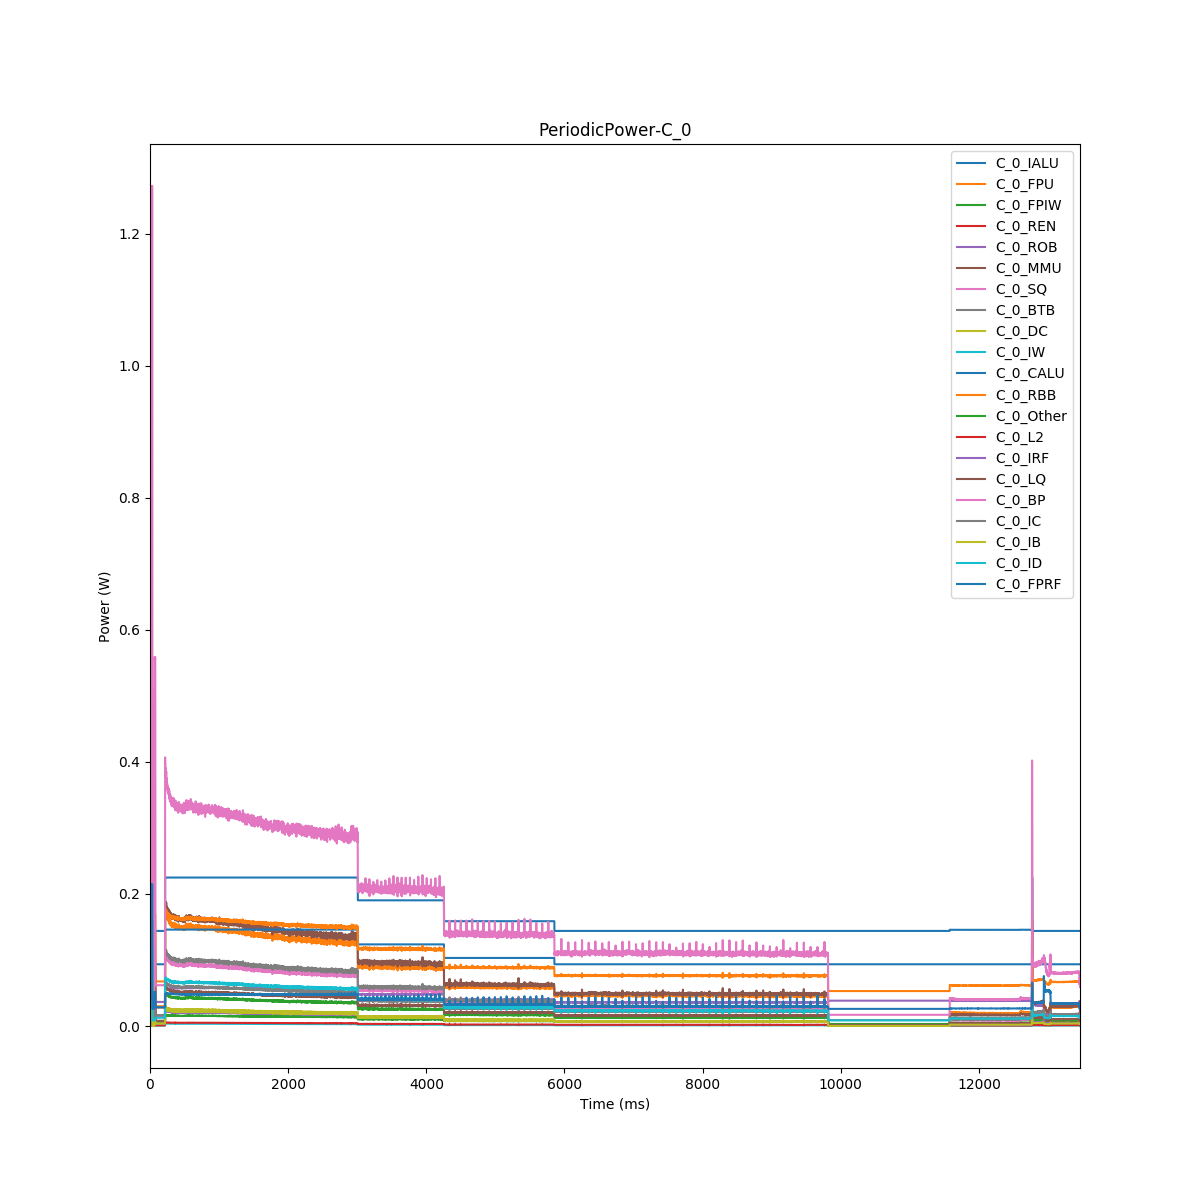 PeriodicPower-C_0
C_0_IALU
C_0_FPU
C_0_FPIW
C_0_REN
C_0_ROB
C_0_MMU
C_0_SQ
C_0_BTB
C_0_DC
C_0_IW
C_0_CALU
C_0_RBB
C_0_Other
C_0_L2
C_0_IRF
C_0_LQ
C_0_BP
C_0_IC
C_0_IB
C_0_ID
C_0_FPRF
Power (W)
1.2
1.0
0.8
0.6
0.4
0.2
0.0
0 2000 4000 6000 8000 10000 12000
Time (ms)